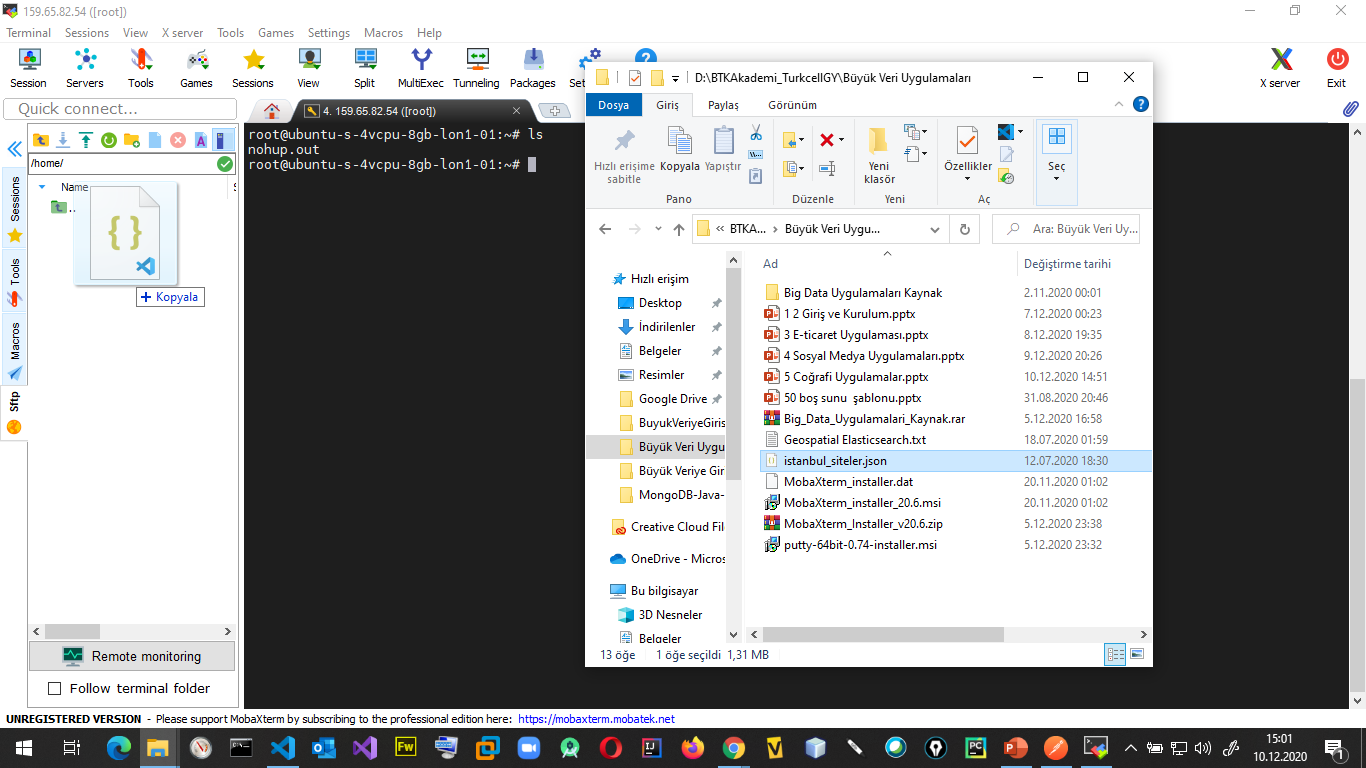 159.65.82.54 ([root])
Terminal Sessions View X server Tools Games Settings Macros Help
Session Servers Tools Games Sessions View Split MultiExec Tunneling Packages X server Exit
Quick connect...
4. 159.65.82.54 ([root])
/home/
Name
..
Kopyala
Sessions
Tools
Macros
Sftp
Remote monitoring
Follow terminal folder
root@ubuntu-s-4vcpu-8gb-lon1-01:~# ls
nohup.out
root@ubuntu-s-4vcpu-8gb-lon1-01:~#
D:\BTKAkademi_TurkcellGY\Büyük Veri Uygulamaları
Dosya Giriş Paylaş Görünüm
Hızlı erişime sabitle
Kopyala
Yapıştır
Yeni klasör
Özellikler
Seç
Pano Düzenle Yeni Aç
« BTKA... › Büyük Veri Uygu...
Ara: Büyük Veri Uy...
Hızlı erişim
Desktop
İndirilenler
Belgeler
Resimler
Google Drive
BuyukVeriyeGiris
Büyük Veri Uygu
Büyük Veriye Gir
MongoDB-Java-
Creative Cloud Fil
OneDrive - Micros
Bu bilgisayar
3D Nesneler
Belgeler
Ad Değiştirme tarihi
Big Data Uygulamaları Kaynak 2.11.2020 00:01
1 2 Giriş ve Kurulum.pptx 7.12.2020 00:23
3 E-ticaret Uygulaması.pptx 8.12.2020 19:35
4 Sosyal Medya Uygulamaları.pptx 9.12.2020 20:26
5 Coğrafi Uygulamalar.pptx 10.12.2020 14:51
50 boş sunu şablonu.pptx 31.08.2020 20:46
Big_Data_Uygulamalari_Kaynak.rar 5.12.2020 16:58
Geospatial Elasticsearch.txt 18.07.2020 01:59
istanbul_siteler.json 12.07.2020 18:30
MobaXterm_installer.dat 20.11.2020 01:02
MobaXterm_installer_20.6.msi 20.11.2020 01:02
MobaXterm_Installer_v20.6.zip 5.12.2020 23:38
putty-64bit-0.74-installer.msi 5.12.2020 23:32
13 öğe 1 öğe seçildi 1,31 MB
UNREGISTERED VERSION - Please support MobaXterm by subscribing to the professional edition here: https://mobaxterm.mobatek.net
15:01
10.12.2020